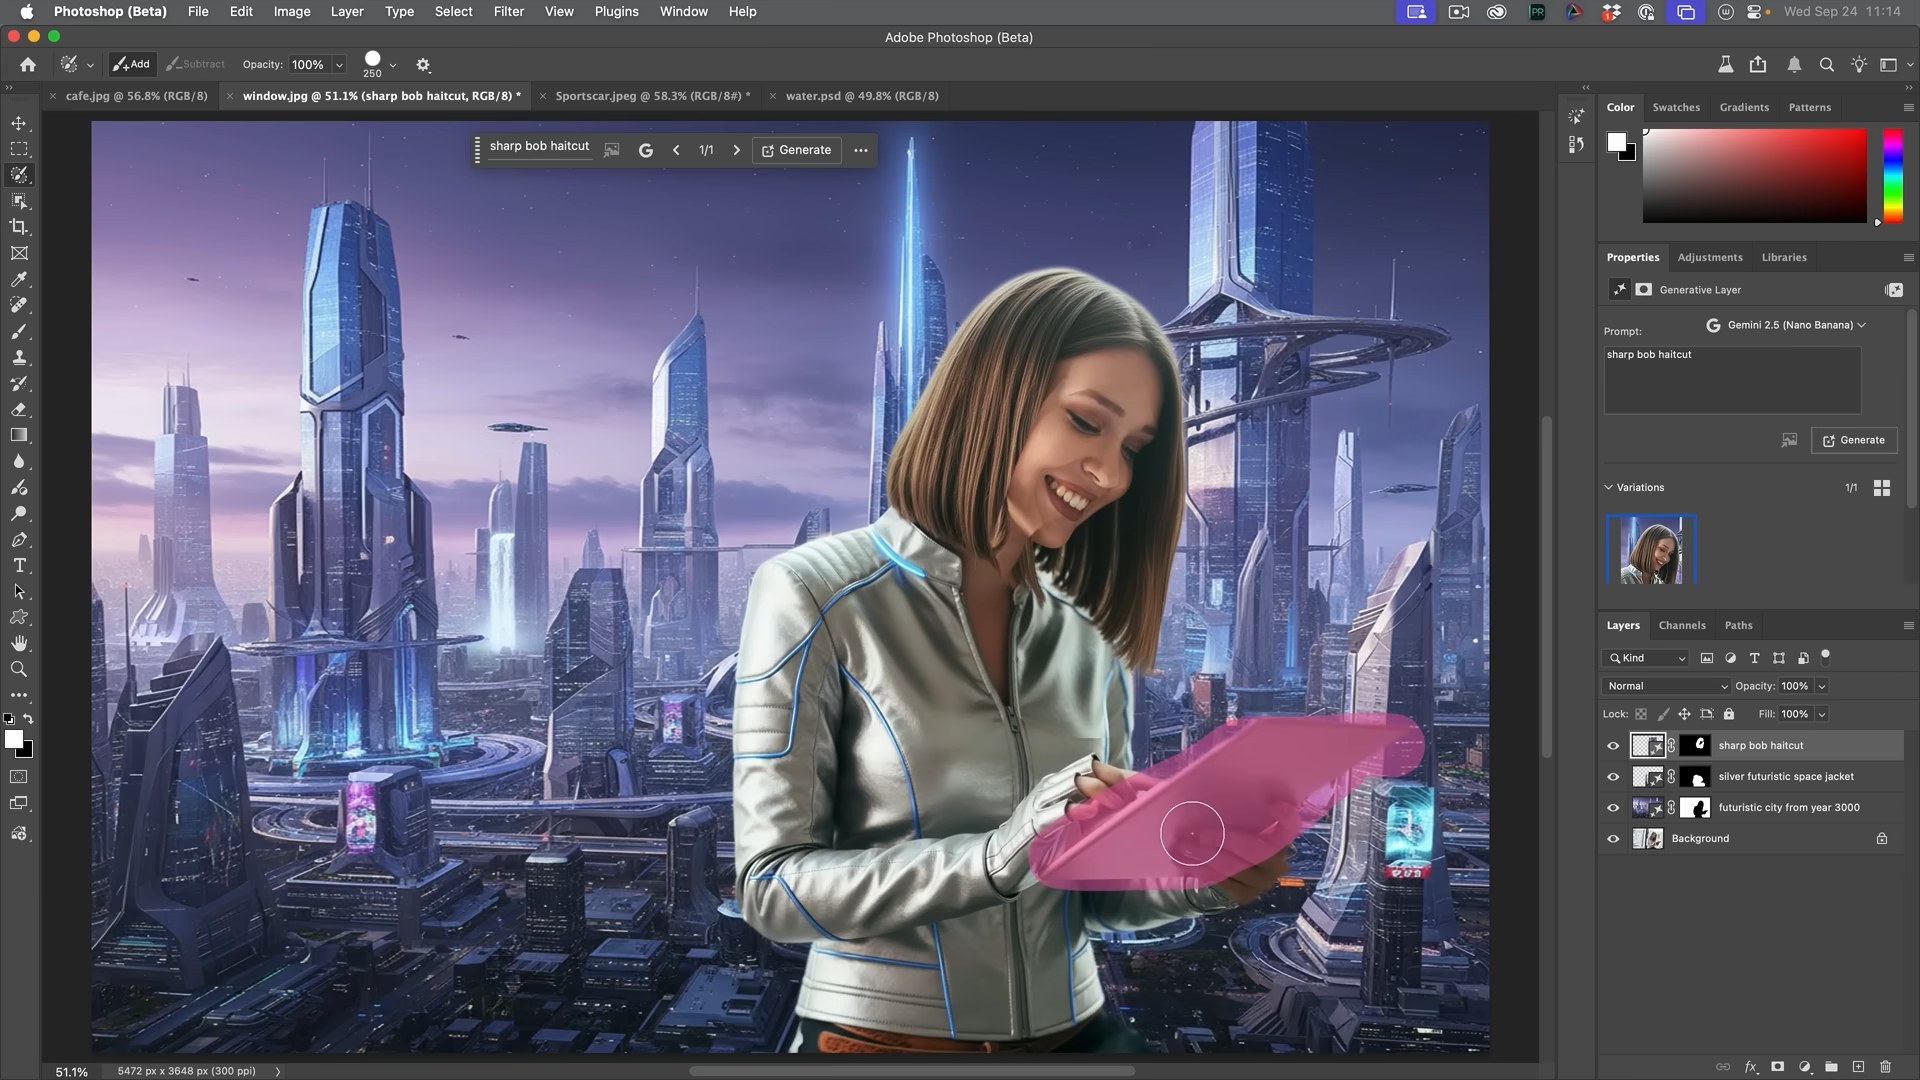 Photoshop (Beta) File Edit Image Layer Type Select Filter View Plugins Window Help
PR 1 Wed Sep 24 11:14
Adobe Photoshop (Beta)
Add Subtract Opacity: 100% 250
cafe.jpg @ 56.8% (RGB/8) window.jpg @ 51.1% (sharp bob haitcut, RGB/8) * Sportscar.jpeg @ 58.3% (RGB/8#) * water.psd @ 49.8% (RGB/8)
sharp bob haitcut G 1/1 Generate
Color Swatches Gradients Patterns
Properties Adjustments Libraries
Generative Layer
Prompt: G Gemini 2.5 (Nano Banana)
sharp bob haitcut
Generate
Variations 1/1
Layers Channels Paths
Kind
Normal Opacity: 100%
Lock: Fill: 100%
sharp bob haitcut
silver futuristic space jacket
futuristic city from year 3000
Background
51.1% 5472 px x 3648 px (300 ppi)
fx